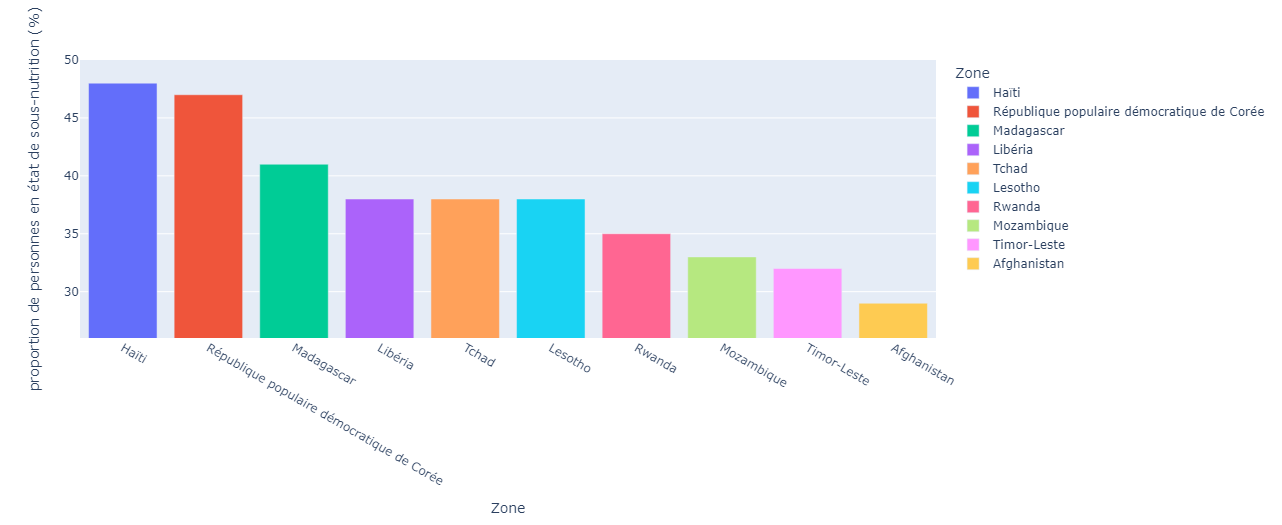 proportion de personnes en état de sous-nutrition (%)
50
45
40
35
30
Haïti
République populaire démocratique de Corée
Madagascar
Libéria
Tchad
Lesotho
Rwanda
Mozambique
Timor-Leste
Afghanistan
Zone
Zone
Haïti
République populaire démocratique de Corée
Madagascar
Libéria
Tchad
Lesotho
Rwanda
Mozambique
Timor-Leste
Afghanistan